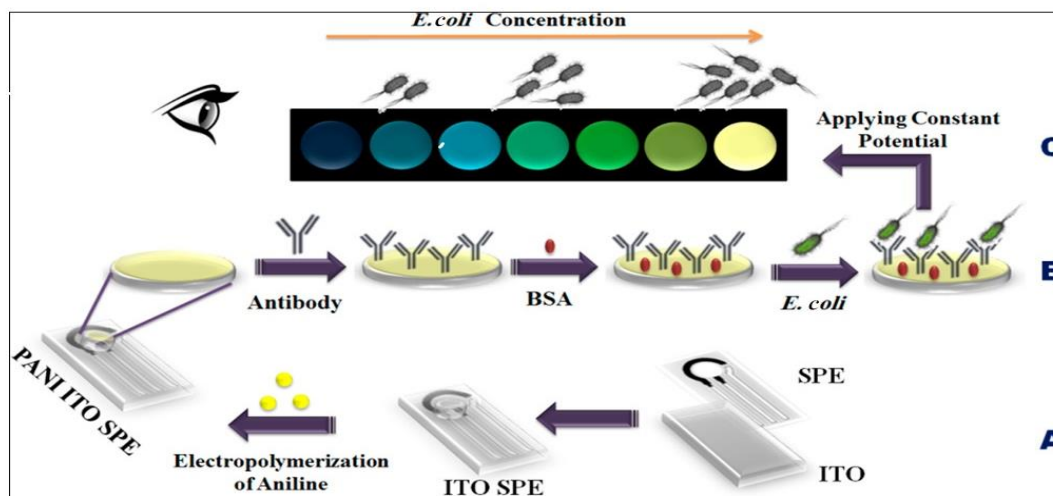 E.coli Concentration
Applying Constant
Potential
C
Antibody
BSA
E. coli
B
PANI ITO SPE
Electropolymerization
of Aniline
ITO SPE
SPE
ITO
A